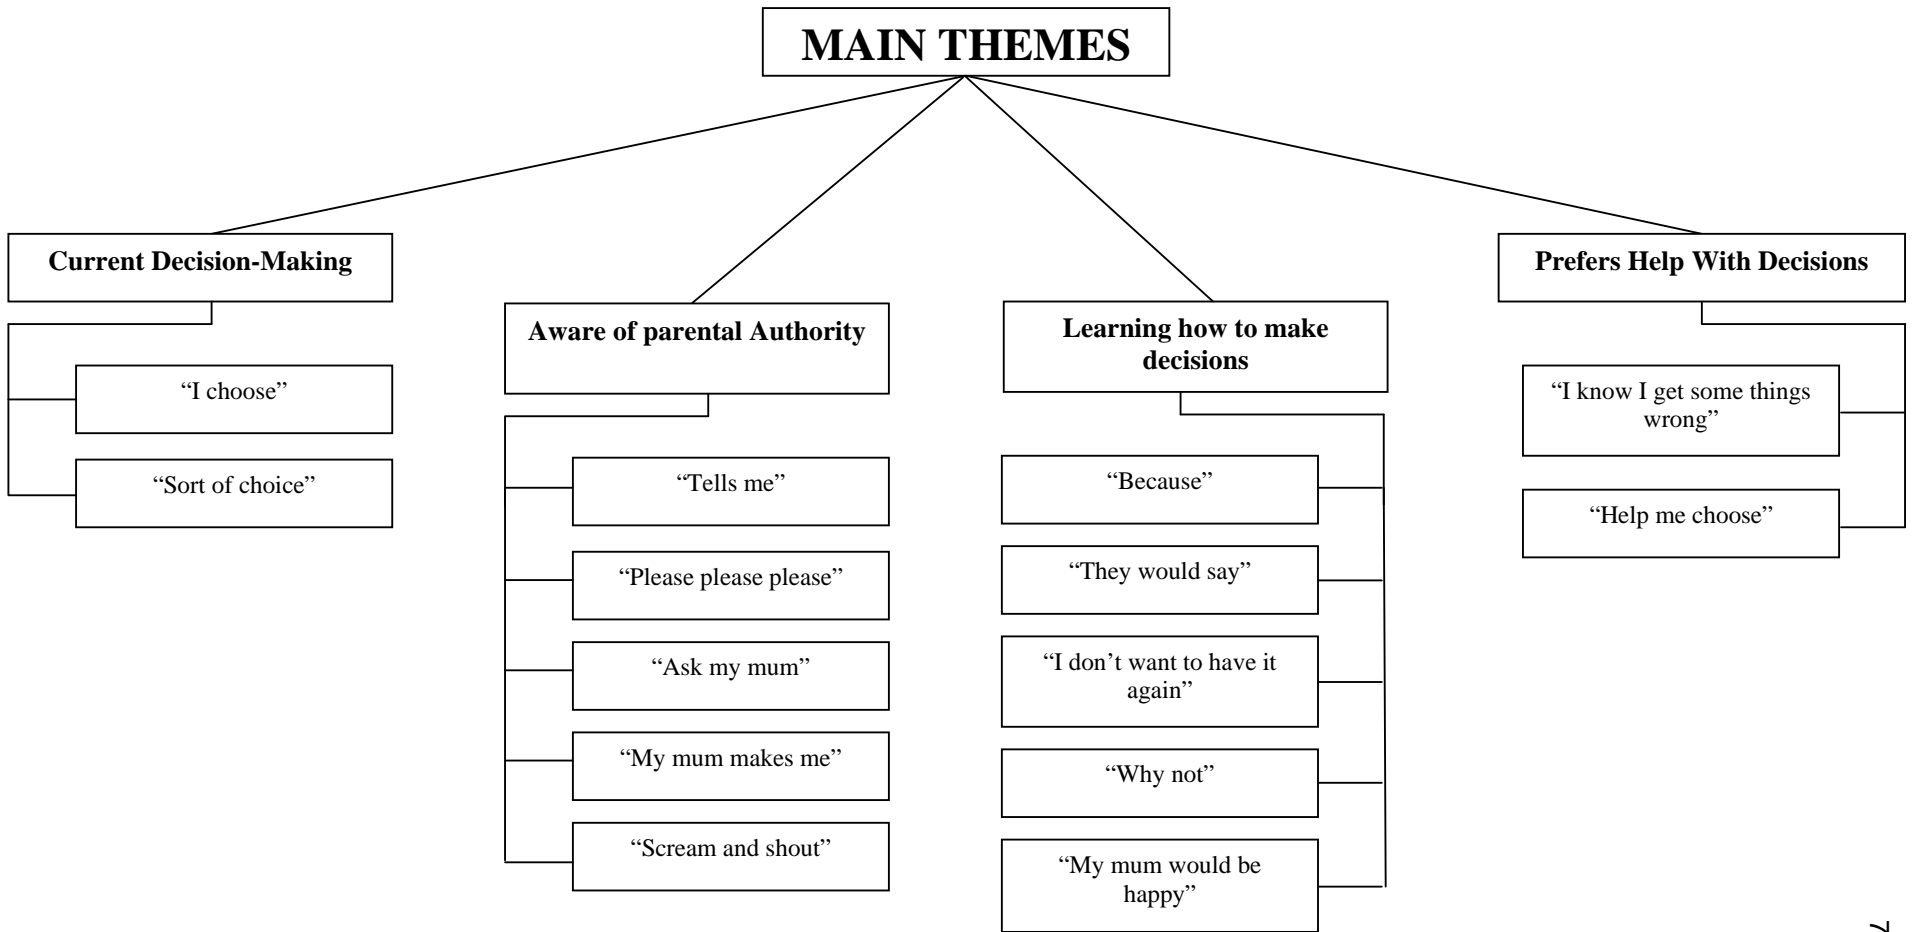 MAIN THEMES
Current Decision-Making
“I choose”
“Sort of choice”
Aware of parental Authority
“Tells me”
“Please please please”
“Ask my mum”
“My mum makes me”
“Scream and shout”
Learning how to make
decisions
“Because”
“They would say”
“I don’t want to have it
again”
“Why not”
“My mum would be
happy”
Prefers Help With Decisions
“I know I get some things
wrong”
“Help me choose”